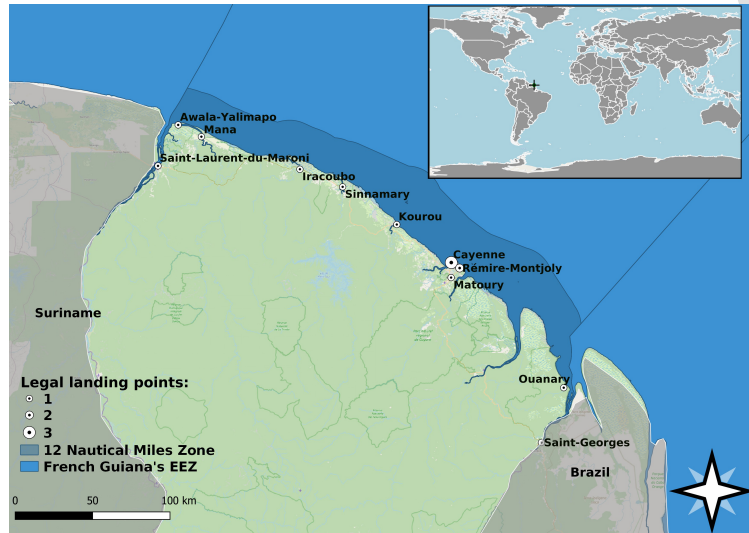 Awala-Yalimapo
Mana
Saint-Laurent-du-Maroni
Iracoubo
Sinnamary
Kourou
Cayenne
Rémire-Montjoly
Matoury
Suriname
Ouanary
Saint-Georges
Brazil
Legal landing points:
1
2
3
12 Nautical Miles Zone
French Guiana's EEZ
0 50 100 km